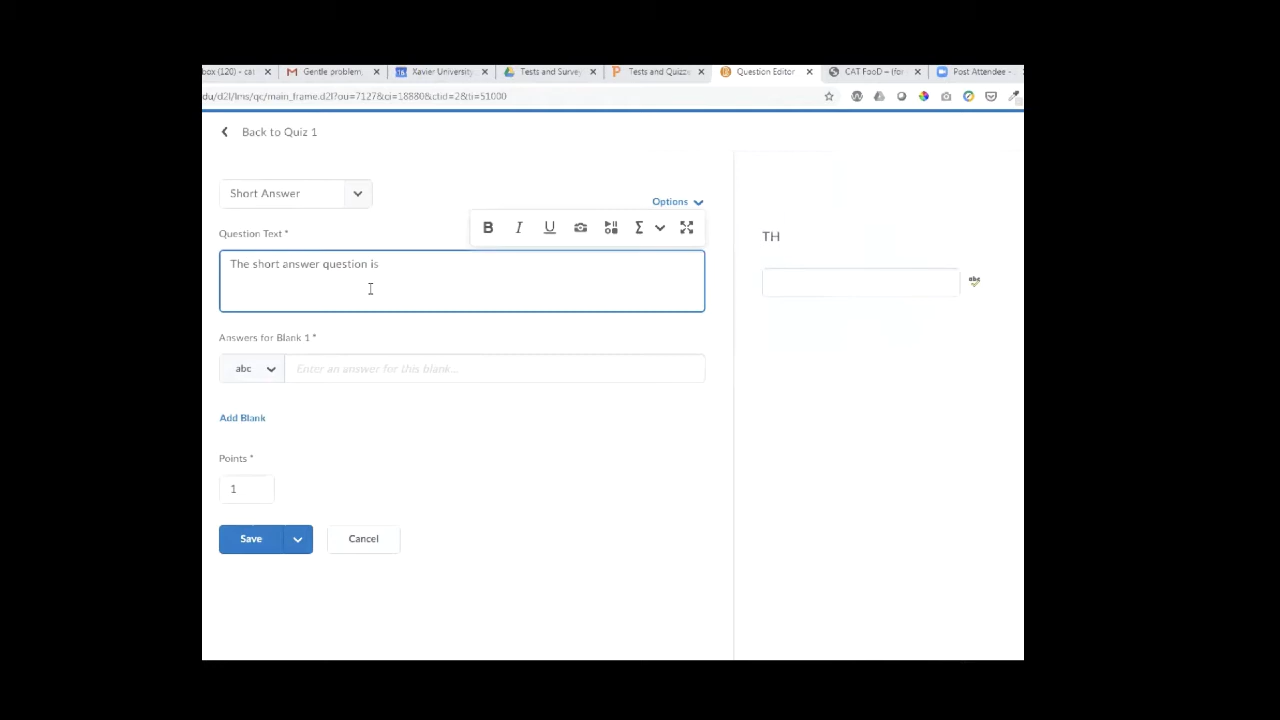 box (120) - cai × Gentle problem, × Xavier University × Tests and Surve × Tests and Quizze × Question Editor × CAT FooD – (for × Post Attendee -
du/d2l/lms/qc/main_frame.d2l?ou=7127&ci=18880&ctid=2&ti=51000
Back to Quiz 1
Short Answer
Options
B I U Σ
Question Text *
TH
The short answer question is
abc
Answers for Blank 1 *
abc Enter an answer for this blank...
Add Blank
Points *
1
Save Cancel